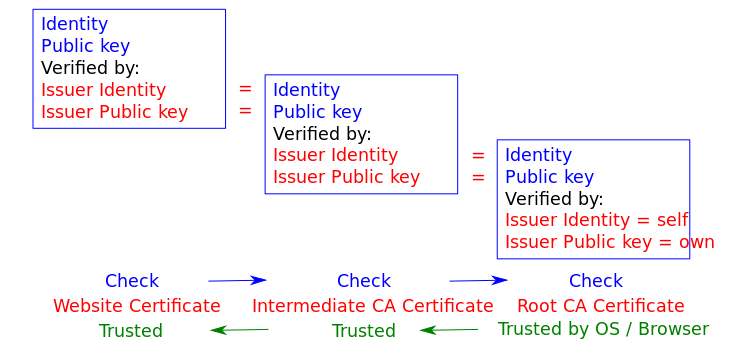 Identity
Public key
Verified by:
Issuer Identity
Issuer Public key
=
=
Identity
Public key
Verified by:
Issuer Identity
Issuer Public key
=
=
Identity
Public key
Verified by:
Issuer Identity = self
Issuer Public key = own
Check Check Check
Website Certificate Intermediate CA Certificate Root CA Certificate
Trusted Trusted Trusted by OS / Browser